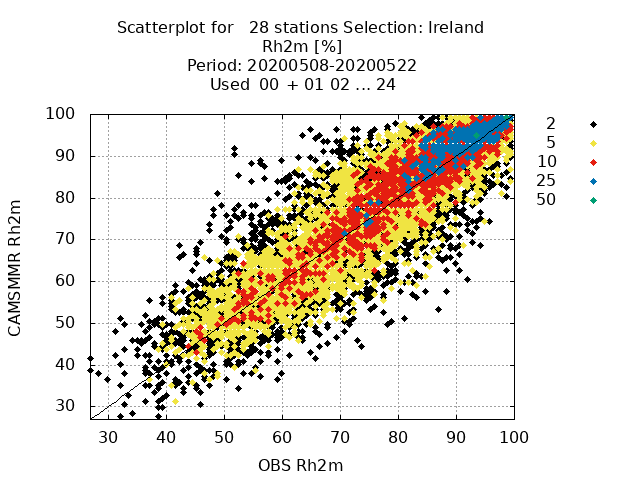 Scatterplot for 28 stations Selection: Ireland
Rh2m [%]
Period: 20200508-20200522
Used 00 + 01 02 ... 24
100
90
80
70
60
50
40
30
CAMSMMR Rh2m
30 40 50 60 70 80 90 100
OBS Rh2m
2
5
10
25
50